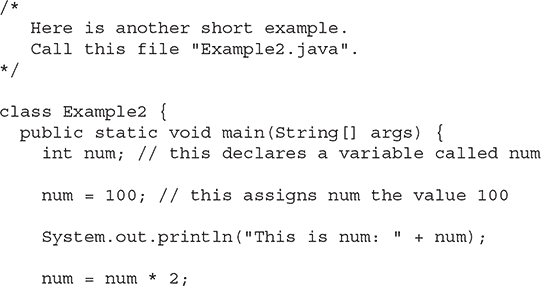 /*
   Here is another short example.
   Call this file "Example2.java".
*/

class Example2 {
  public static void main(String[] args) {
    int num; // this declares a variable called num

    num = 100; // this assigns num the value 100

    System.out.println("This is num: " + num);

    num = num * 2;